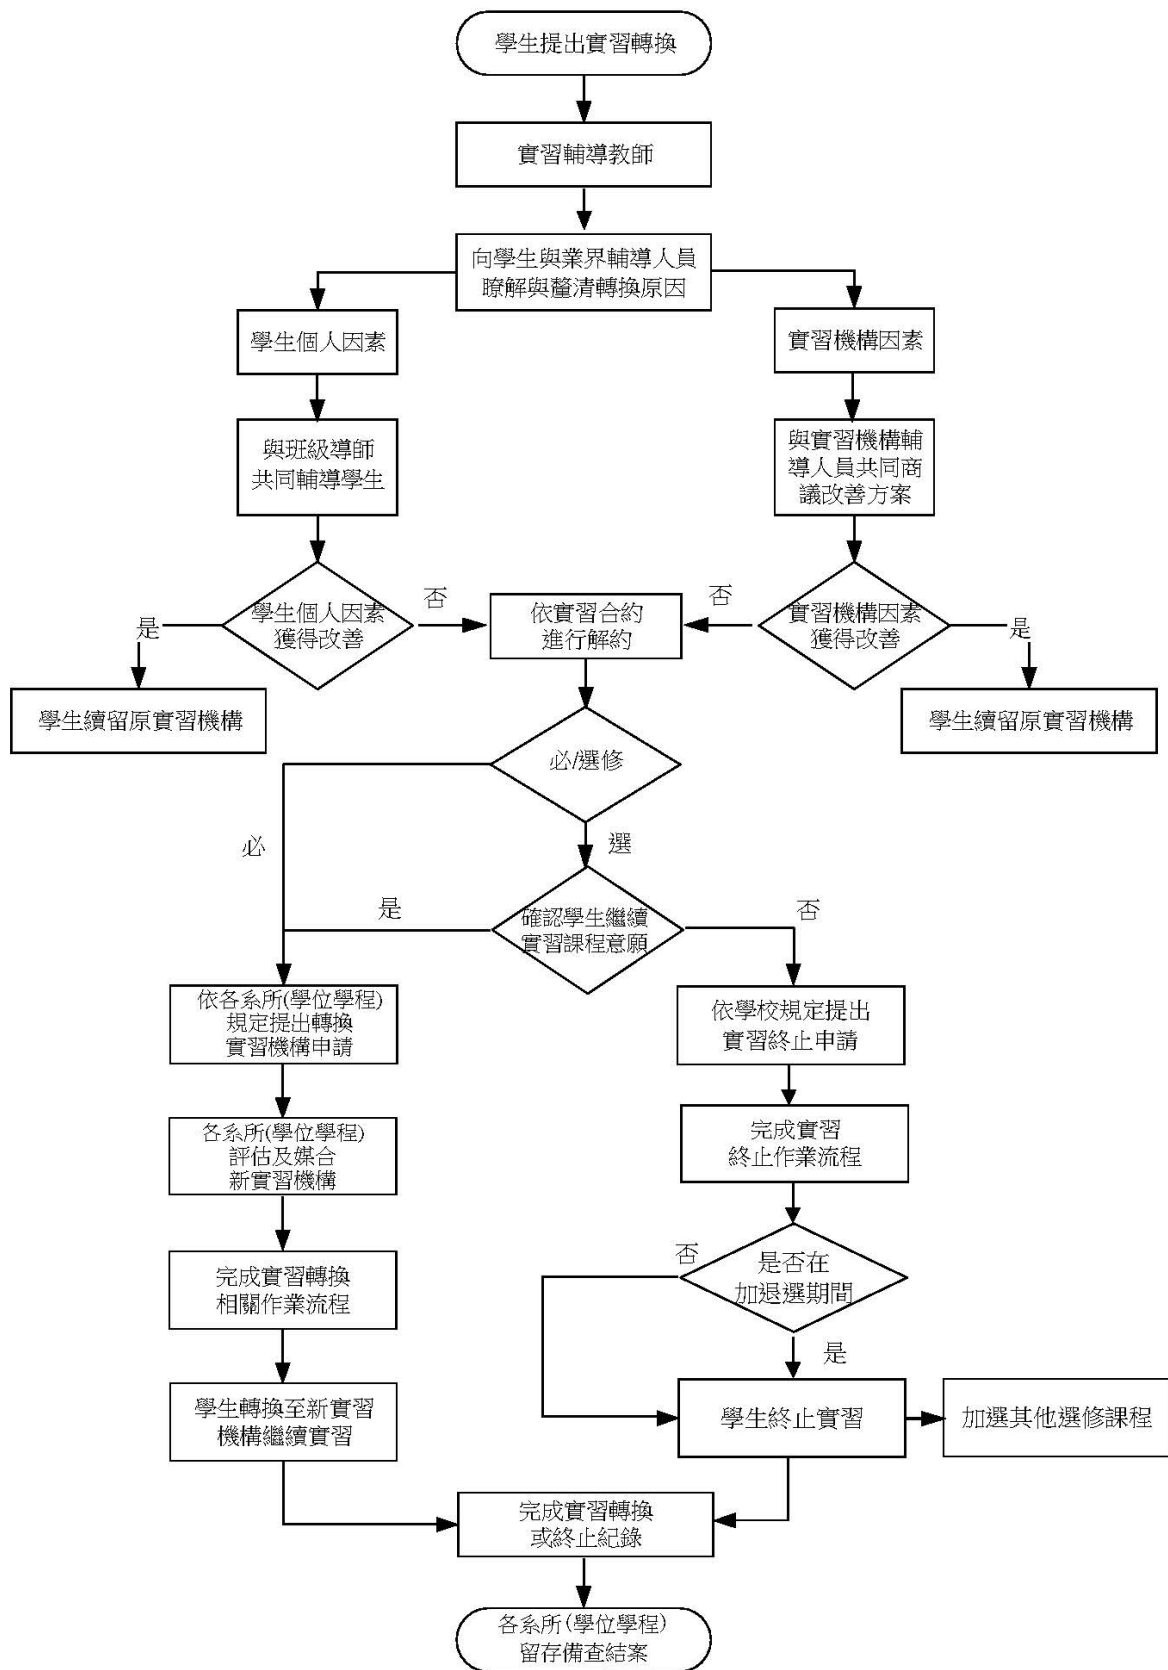 學生提出實習轉換
實習輔導教師
向學生與業界輔導人員
瞭解與釐清轉換原因
學生個人因素
實習機構因素
與班級導師
共同輔導學生
與實習機構輔
導人員共同商
議改善方案
學生個人因素
獲得改善
否
依實習合約
進行解約
否
實習機構因素
獲得改善
是
是
學生續留原實習機構
學生續留原實習機構
必/選修
必
選
確認學生繼續
實習課程意願
是
否
依各系所(學位學程)
規定提出轉換
實習機構申請
依學校規定提出
實習終止申請
各系所(學位學程)
評估及媒合
新實習機構
完成實習
終止作業流程
完成實習轉換
相關作業流程
否
是否在
加退選期間
是
學生轉換至新實習
機構繼續實習
學生終止實習
加選其他選修課程
完成實習轉換
或終止紀錄
各系所(學位學程)
留存備查結案